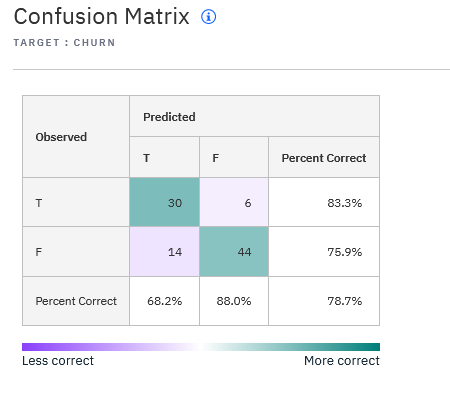 Confusion Matrix
TARGET : CHURN
Observed
Predicted
T F Percent Correct
T 30 6 83.3%
F 14 44 75.9%
Percent Correct 68.2% 88.0% 78.7%
Less correct More correct